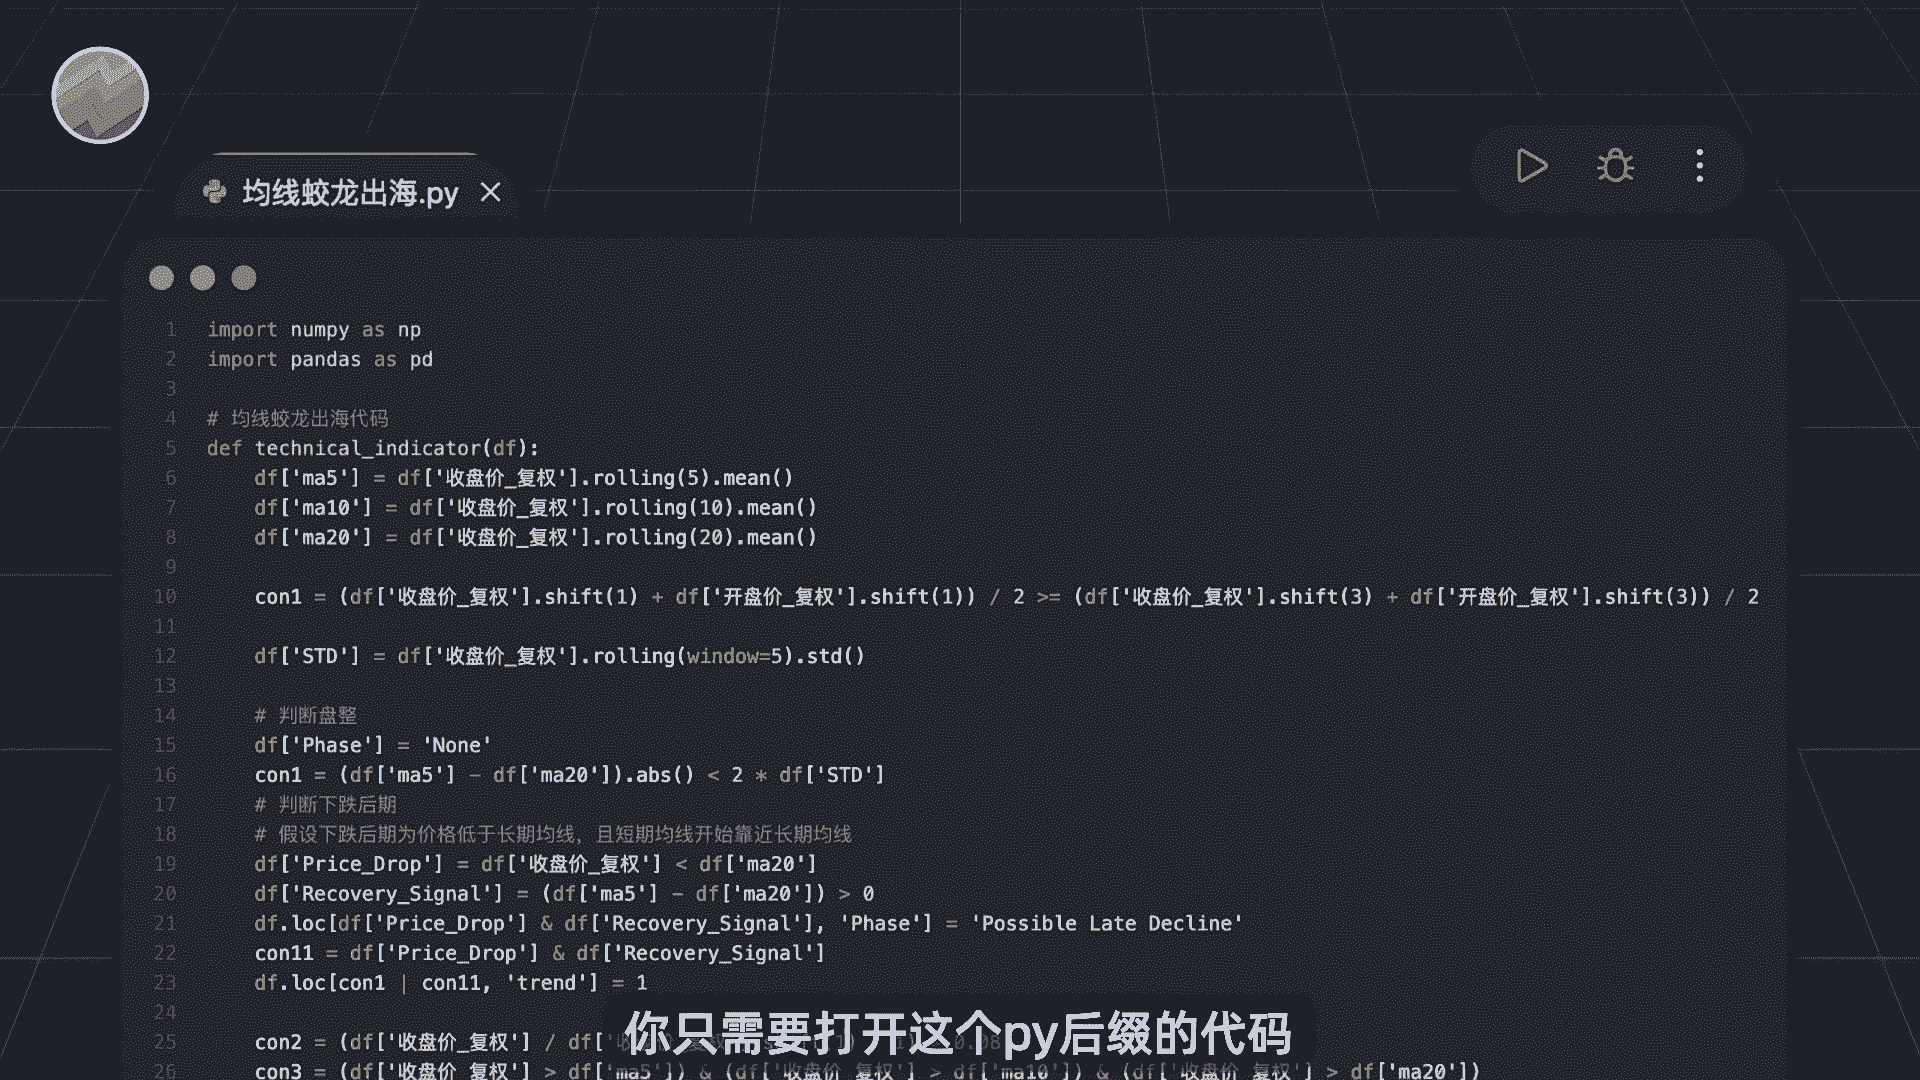 均线蛟龙出海.py
1 import numpy as np
2 import pandas as pd
3
4 # 均线蛟龙出海代码
5 def technical_indicator(df):
6 df['ma5'] = df['收盘价_复权'].rolling(5).mean()
7 df['ma10'] = df['收盘价_复权'].rolling(10).mean()
8 df['ma20'] = df['收盘价_复权'].rolling(20).mean()
9
10 con1 = (df['收盘价_复权'].shift(1) + df['开盘价_复权'].shift(1)) / 2 >= (df['收盘价_复权'].shift(3) + df['开盘价_复权'].shift(3)) / 2
11
12 df['STD'] = df['收盘价_复权'].rolling(window=5).std()
13
14 # 判断盘整
15 df['Phase'] = 'None'
16 con1 = (df['ma5'] - df['ma20']).abs() < 2 * df['STD']
17 # 判断下跌后期
18 # 假设下跌后期为价格低于长期均线，且短期均线开始靠近长期均线
19 df['Price_Drop'] = df['收盘价_复权'] < df['ma20']
20 df['Recovery_Signal'] = (df['ma5'] - df['ma20']) > 0
21 df.loc[df['Price_Drop'] & df['Recovery_Signal'], 'Phase'] = 'Possible Late Decline'
22 con11 = df['Price_Drop'] & df['Recovery_Signal']
23 df.loc[con1 | con11, 'trend'] = 1
24
25 con2 = (df['收盘价_复权'] / df['
26 con3 = (df['收盘价_复权'] > df['ma5']) & (df['收盘价_复权'] > df['ma10']) & (df['收盘价_复权'] > df['ma20'])
你只需要打开这个py后缀的代码